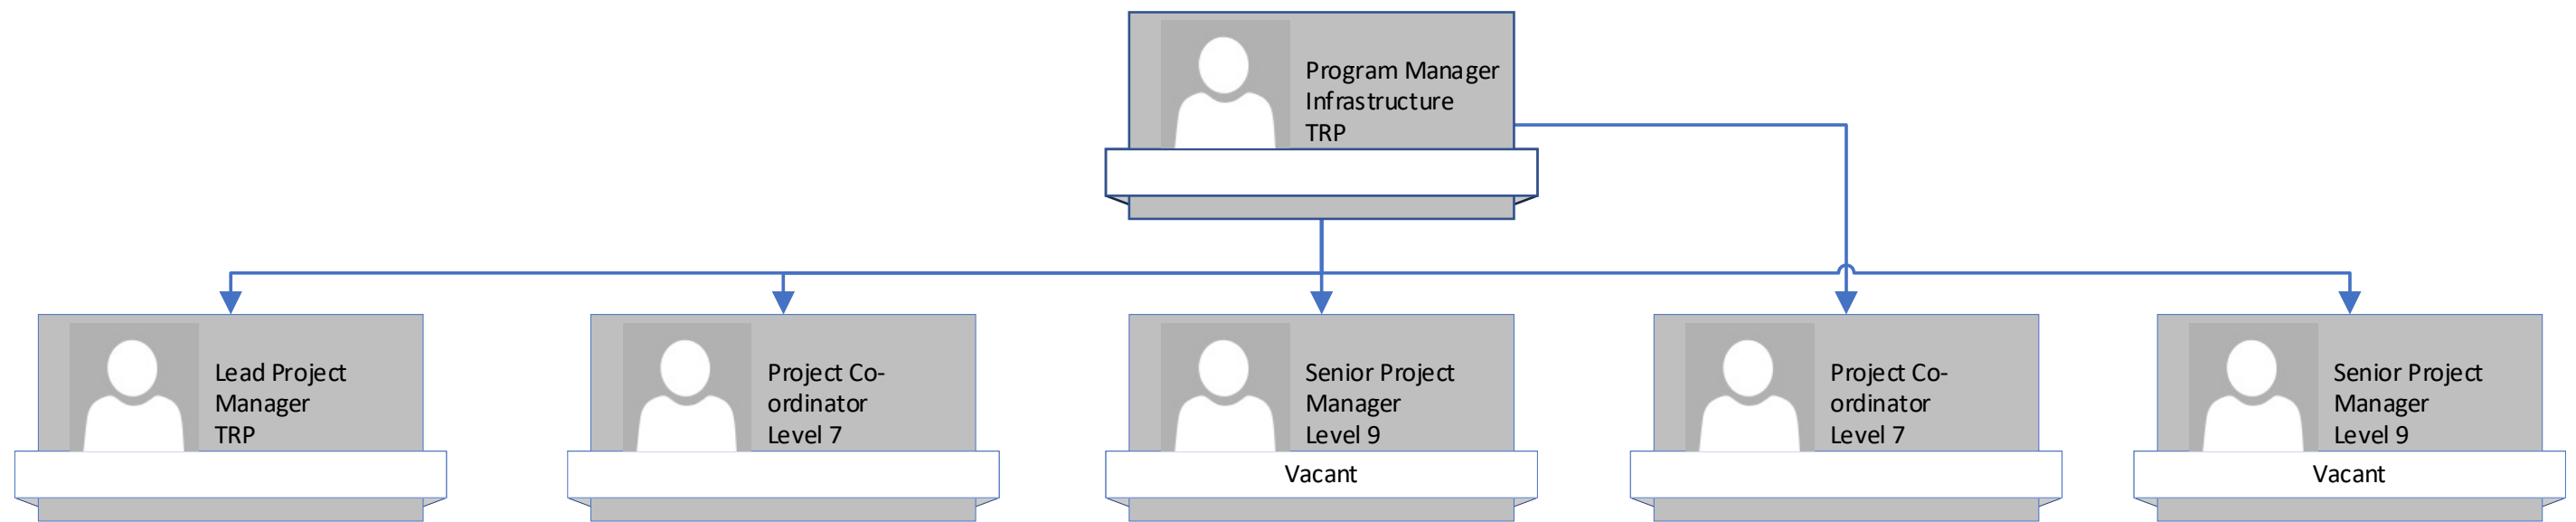 Program Manager
Infrastructure
TRP
Lead Project
Manager
TRP
Project Co-
ordinator
Level 7
Senior Project
Manager
Level 9
Vacant
Project Co-
ordinator
Level 7
Senior Project
Manager
Level 9
Vacant